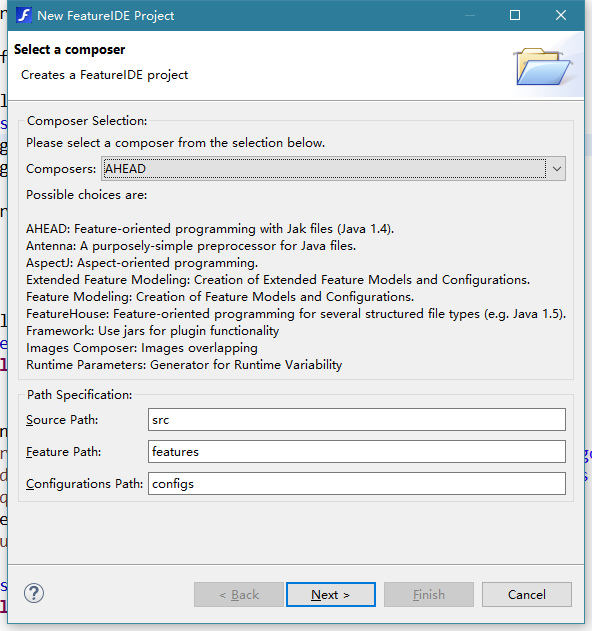 New FeatureIDE Project
Select a composer
Creates a FeatureIDE project
Composer Selection:
Please select a composer from the selection below.
Composers: AHEAD
Possible choices are:
AHEAD: Feature-oriented programming with Jak files (Java 1.4).
Antenna: A purposely-simple preprocessor for Java files.
AspectJ: Aspect-oriented programming.
Extended Feature Modeling: Creation of Extended Feature Models and Configurations.
Feature Modeling: Creation of Feature Models and Configurations.
FeatureHouse: Feature-oriented programming for several structured file types (e.g. Java 1.5).
Framework: Use jars for plugin functionality
Images Composer: Images overlapping
Runtime Parameters: Generator for Runtime Variability
Path Specification:
Source Path: src
Feature Path: features
Configurations Path: configs
? < Back Next > Finish Cancel